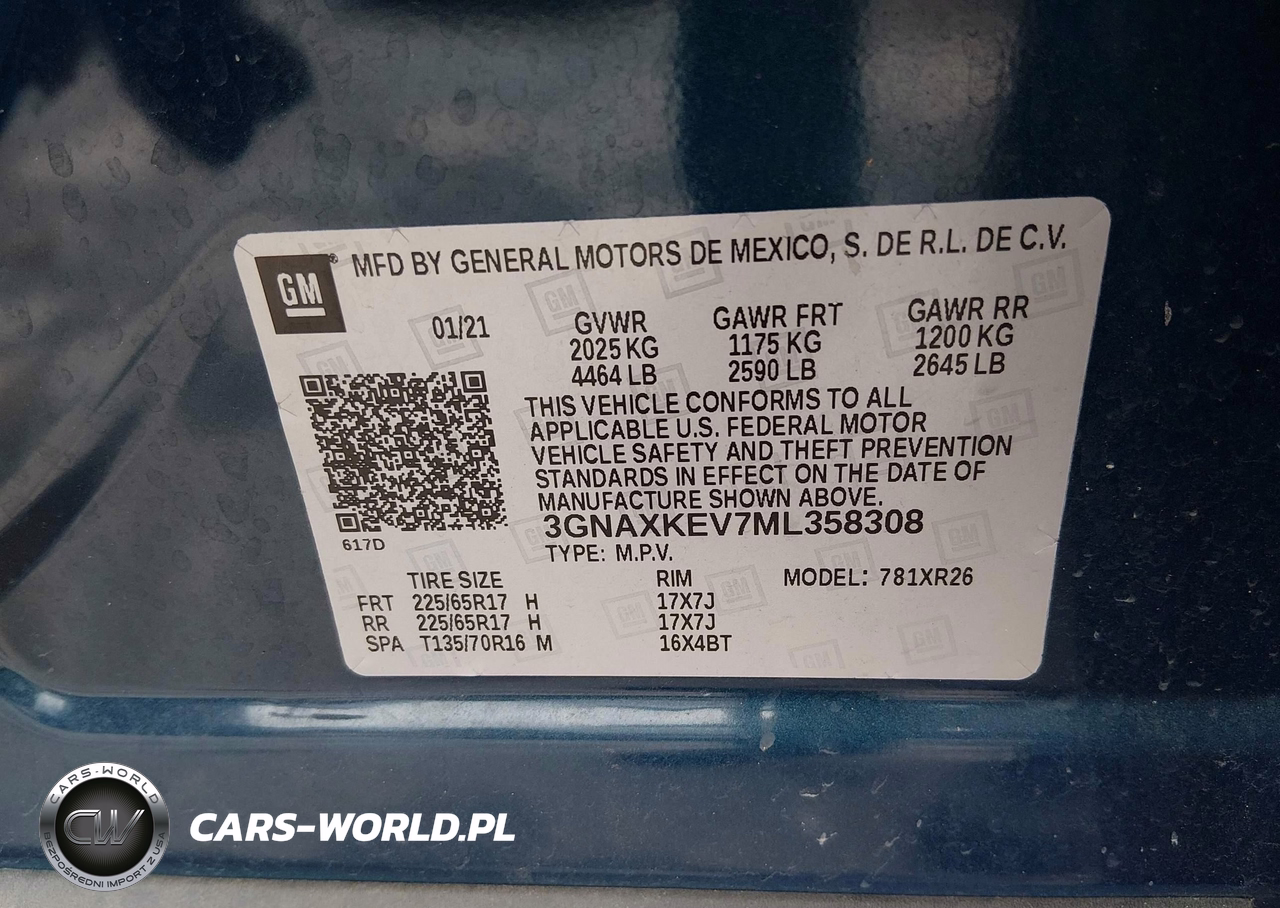 GM
MFD BY GENERAL MOTORS DE MEXICO, S. DE R.L. DE C.V.
01/21 GVWR GAWR FRT GAWR RR
2025 KG 1175 KG 1200 KG
4464 LB 2590 LB 2645 LB
THIS VEHICLE CONFORMS TO ALL
APPLICABLE U.S. FEDERAL MOTOR
VEHICLE SAFETY AND THEFT PREVENTION
STANDARDS IN EFFECT ON THE DATE OF
MANUFACTURE SHOWN ABOVE.
3GNAXKEV7ML358308
617D
TYPE: M.P.V.
TIRE SIZE RIM MODEL: 781XR26
FRT 225/65R17 H 17X7J
RR 225/65R17 H 17X7J
SPA T135/70R16 M 16X4BT
CARS-WORLD
CW
BEZPOŚREDNI IMPORT Z USA
CARS-WORLD.PL